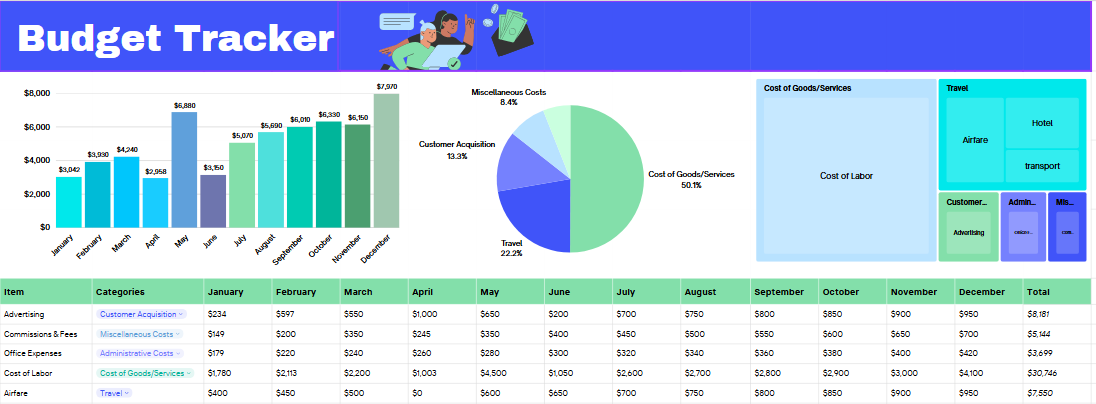 Budget Tracker
$8,000
$6,000
$4,000
$2,000
$0
$3,042
$3,930
$4,240
$2,958
$6,880
$3,150
$5,070
$5,690
$6,010
$6,330
$6,150
$7,970
January
February
March
April
May
June
July
August
September
October
November
December
Miscellaneous Costs
8.4%
Customer Acquisition
13.3%
Travel
22.2%
Cost of Goods/Services
50.1%
Cost of Goods/Services
Cost of Labor
Travel
Airfare
Hotel
transport
Customer...
Advertising
Admin...
Mis...
Item Categories January February March April May June July August September October November December Total
Advertising Customer Acquisition $234 $597 $550 $1,000 $650 $200 $700 $750 $800 $850 $900 $950 $8,181
Commissions & Fees Miscellaneous Costs $149 $200 $350 $245 $350 $400 $450 $500 $550 $600 $650 $700 $5,144
Office Expenses Administrative Costs $179 $220 $240 $260 $280 $300 $320 $340 $360 $380 $400 $420 $3,699
Cost of Labor Cost of Goods/Services $1,780 $2,113 $2,200 $1,003 $4,500 $1,050 $2,600 $2,700 $2,800 $2,900 $3,000 $4,100 $30,746
Airfare Travel $400 $450 $500 $0 $600 $650 $700 $750 $800 $850 $900 $950 $7,550